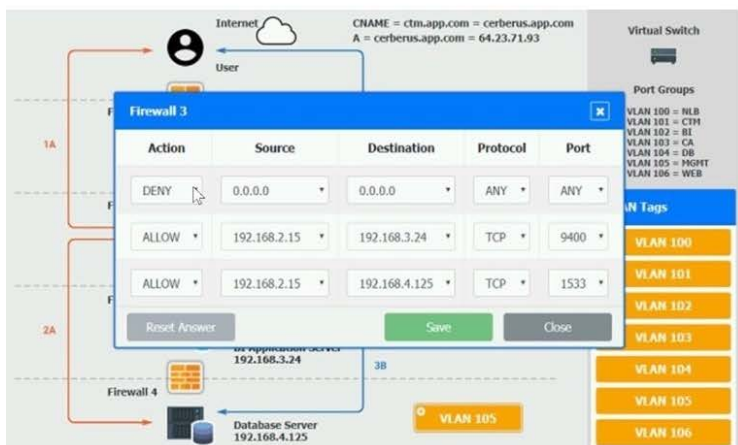 Internet
CNAME = ctm.app.com = cerberus.app.com
A = cerberus.app.com = 64.23.71.93
User
Virtual Switch
Port Groups
VLAN 100 = NLB
VLAN 101 = CTM
VLAN 102 = BI
VLAN 103 = CA
VLAN 104 = DB
VLAN 105 = MGMT
VLAN 106 = WEB
1A
F
Firewall 3
x
Action Source Destination Protocol Port
DENY 0.0.0.0 0.0.0.0 ANY ANY
ALLOW 192.168.2.15 192.168.3.24 TCP 9400
ALLOW 192.168.2.15 192.168.4.125 TCP 1533
Reset Answer Save Close
F
F
AN Tags
VLAN 100
VLAN 101
VLAN 102
VLAN 103
VLAN 104
VLAN 105
VLAN 106
2A
BI Application Server
192.168.3.24
3B
Firewall 4
Database Server
192.168.4.125
VLAN 105